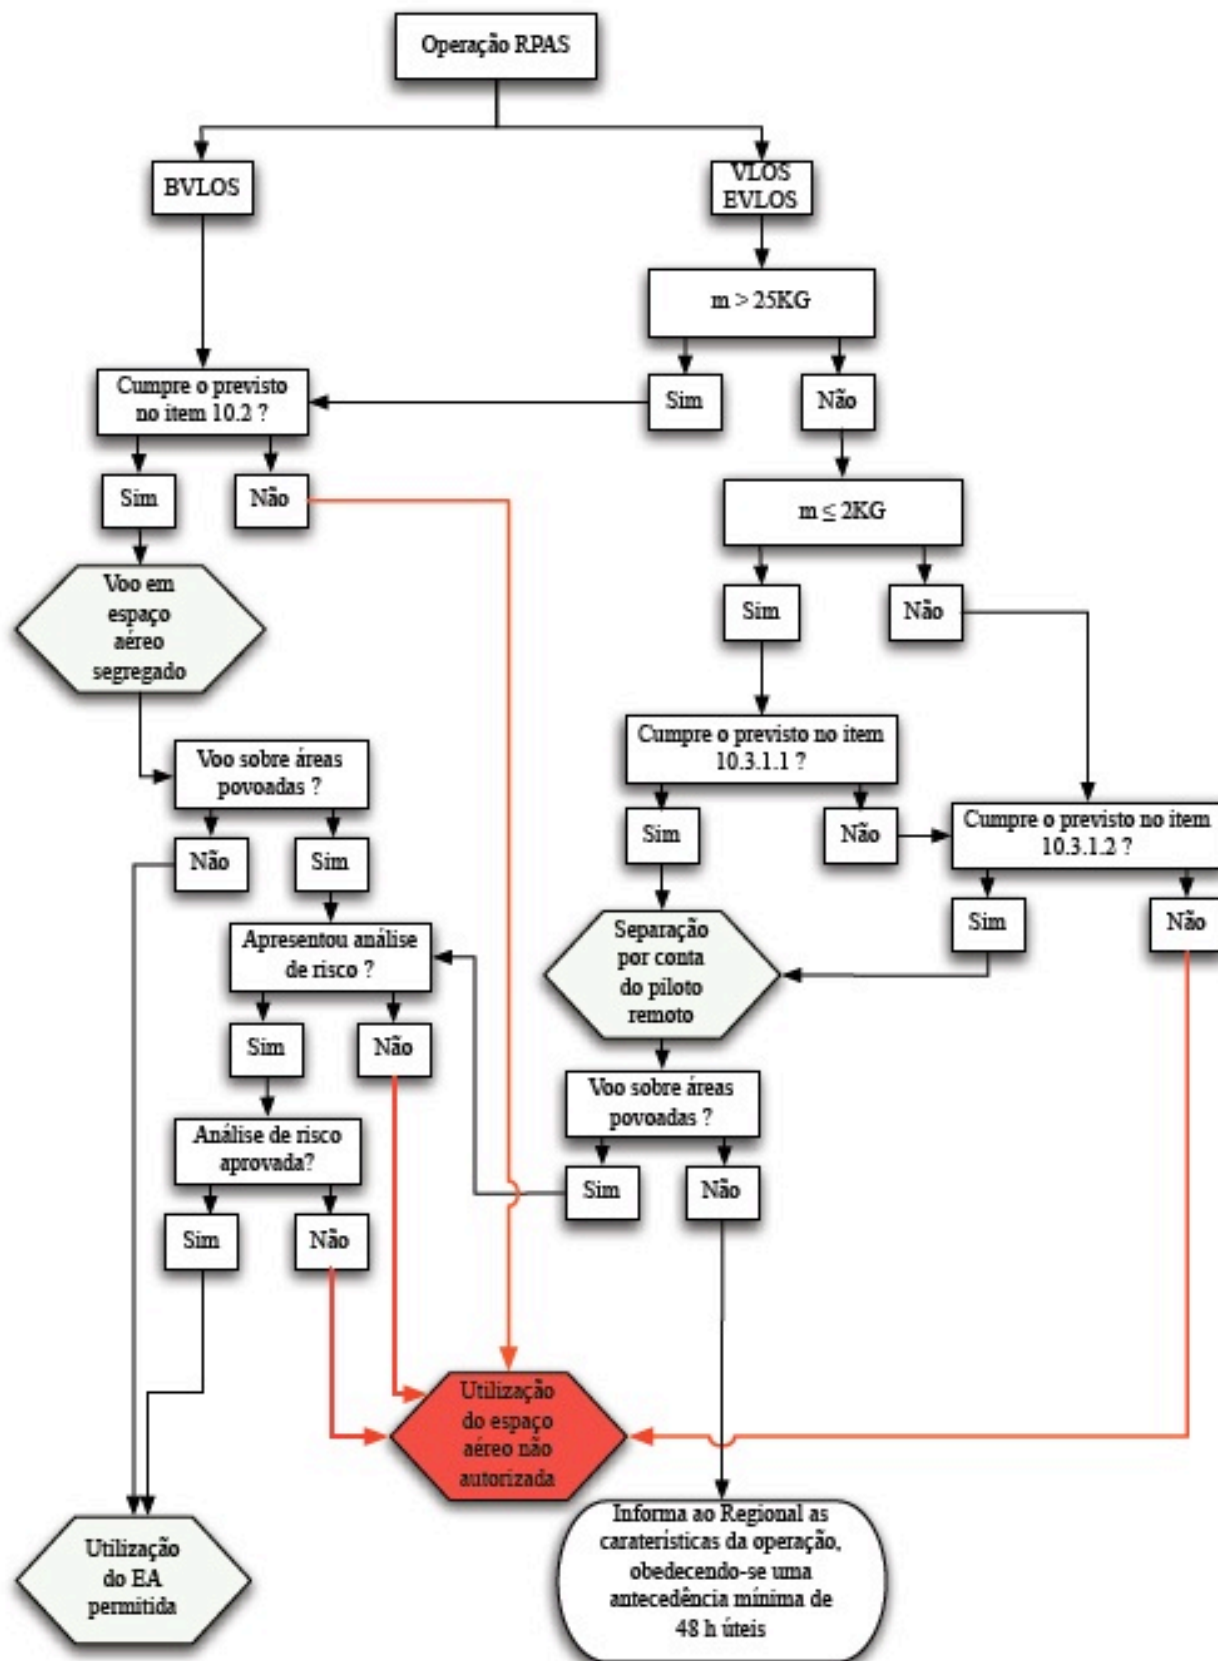 Operação RPAS
BVLOS
VLOS
EVLOS
m > 25KG
Cumpre o previsto
no item 10.2 ?
Sim
Não
Sim
Não
m ≤ 2KG
Voo em
espaço
aéreo
segregado
Sim
Não
Voo sobre áreas
povoadas ?
Cumpre o previsto no item
10.3.1.1 ?
Não
Sim
Sim
Não
Cumpre o previsto no item
10.3.1.2 ?
Apresentou análise
de risco ?
Separação
por conta
do piloto
remoto
Sim
Não
Sim
Não
Voo sobre áreas
povoadas ?
Análise de risco
aprovada?
Sim
Não
Sim
Não
Utilização
do espaço
aéreo não
autorizada
Utilização
do EA
permitida
Informa ao Regional as
caraterísticas da operação,
obedecendo-se uma
antecedência mínima de
48 h úteis